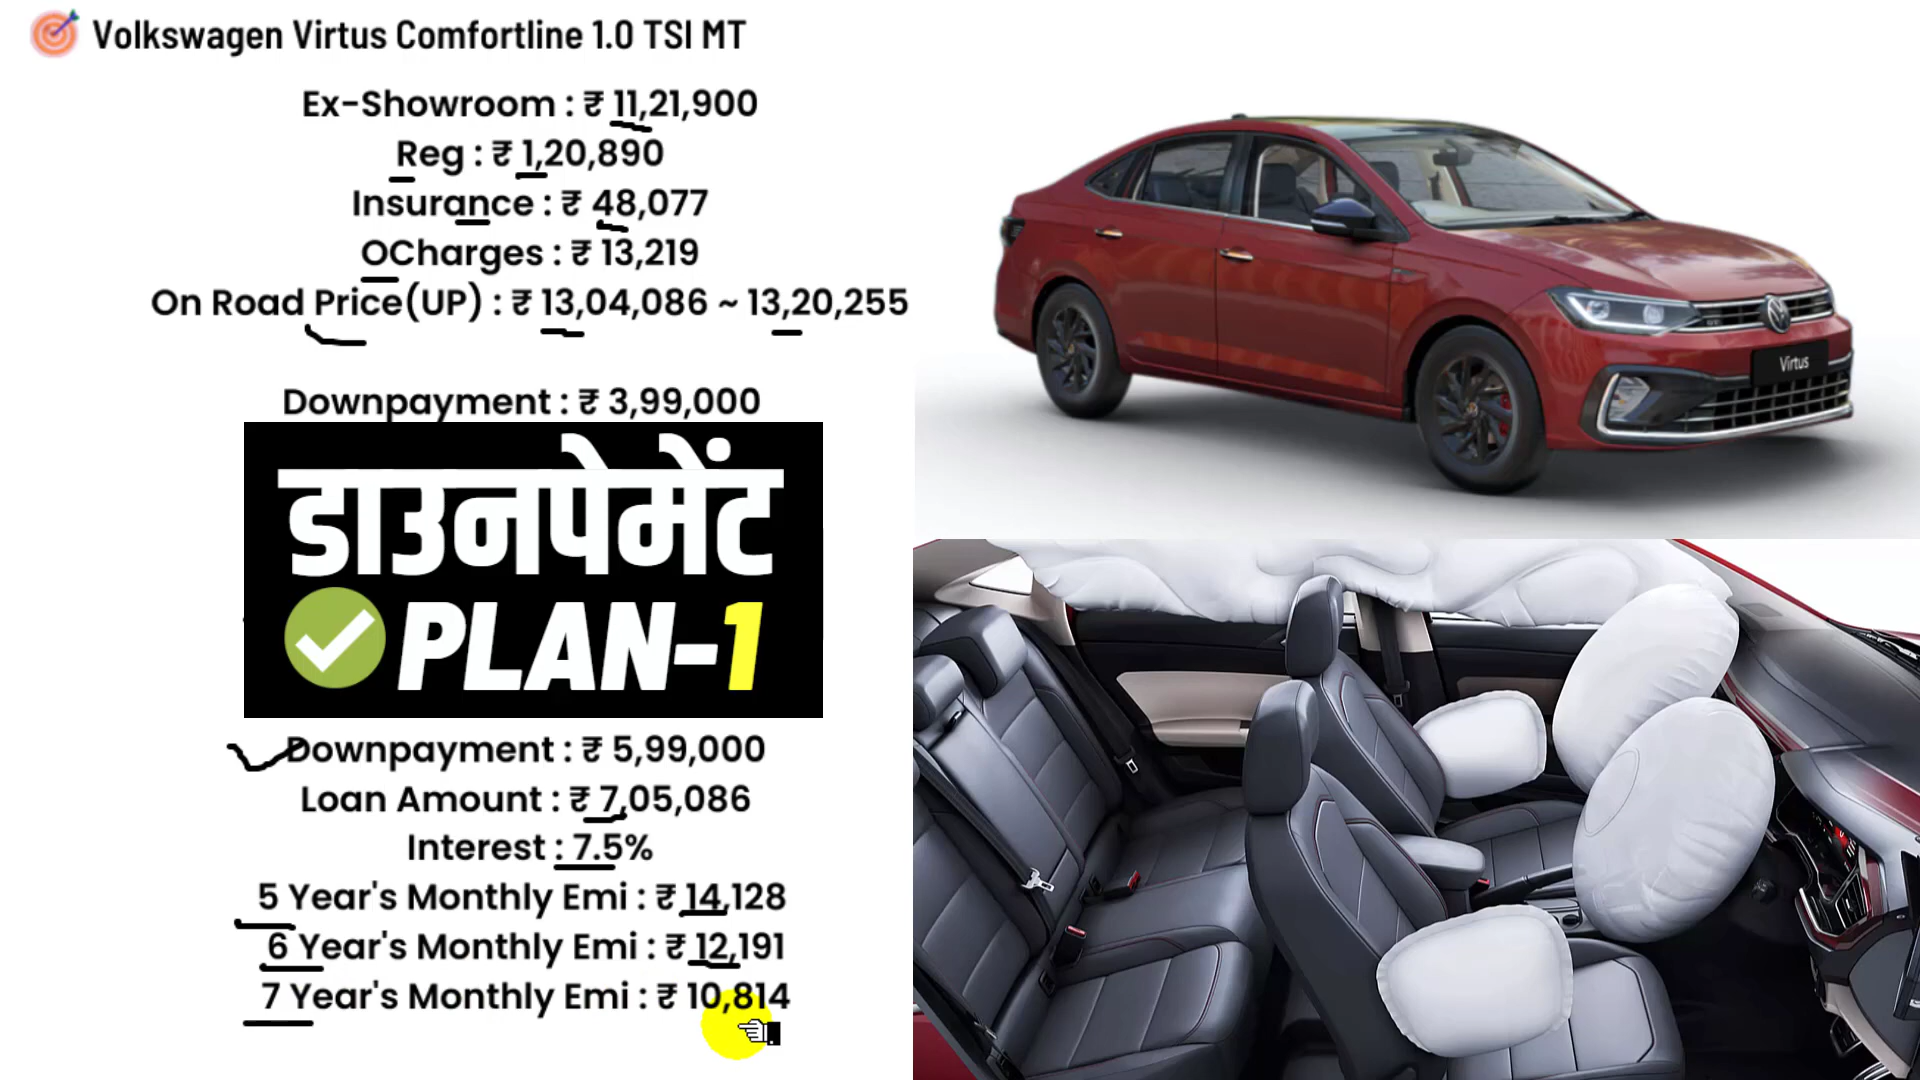 Volkswagen Virtus Comfortline 1.0 TSI MT
Ex-Showroom : ₹ 11,21,900
Reg : ₹ 1,20,890
Insurance : ₹ 48,077
OCharges : ₹ 13,219
On Road Price(UP) : ₹ 13,04,086 ~ 13,20,255
Downpayment : ₹ 3,99,000
डाउनपेमेंट
PLAN-1
Downpayment : ₹ 5,99,000
Loan Amount : ₹ 7,05,086
Interest : 7.5%
5 Year's Monthly Emi : ₹ 14,128
6 Year's Monthly Emi : ₹ 12,191
7 Year's Monthly Emi : ₹ 10,814
Virtus